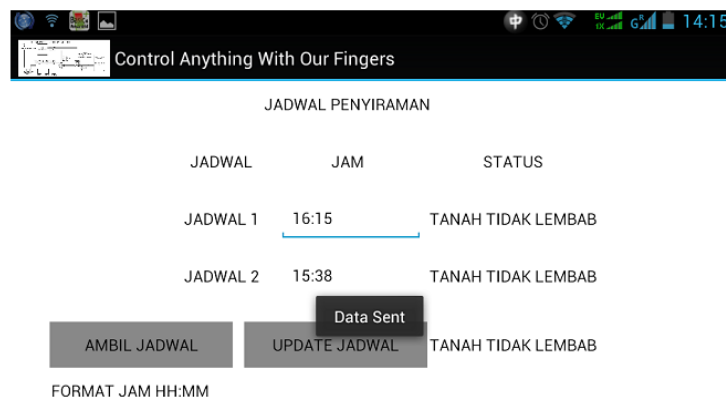 14:15
Control Anything With Our Fingers
JADWAL PENYIRAMAN
JADWAL JAM STATUS
JADWAL 1 16:15 TANAH TIDAK LEMBAB
JADWAL 2 15:38 TANAH TIDAK LEMBAB
Data Sent
AMBIL JADWAL UPDATE JADWAL TANAH TIDAK LEMBAB
FORMAT JAM HH:MM